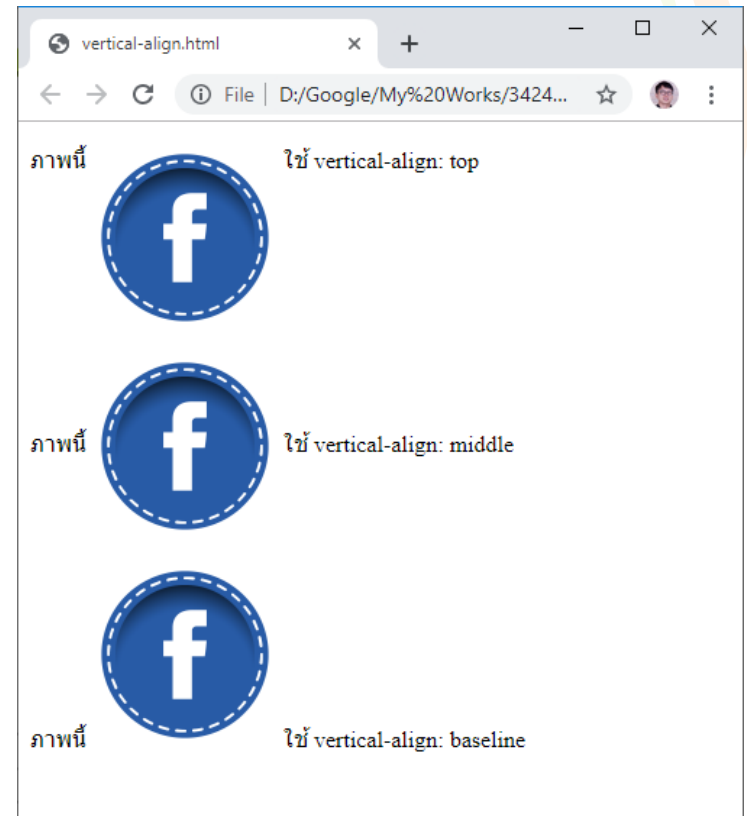 vertical-align.html
File | D:/Google/My%20Works/3424...
ภาพนี้ f ใช้ vertical-align: top
ภาพนี้ f ใช้ vertical-align: middle
ภาพนี้ f ใช้ vertical-align: baseline